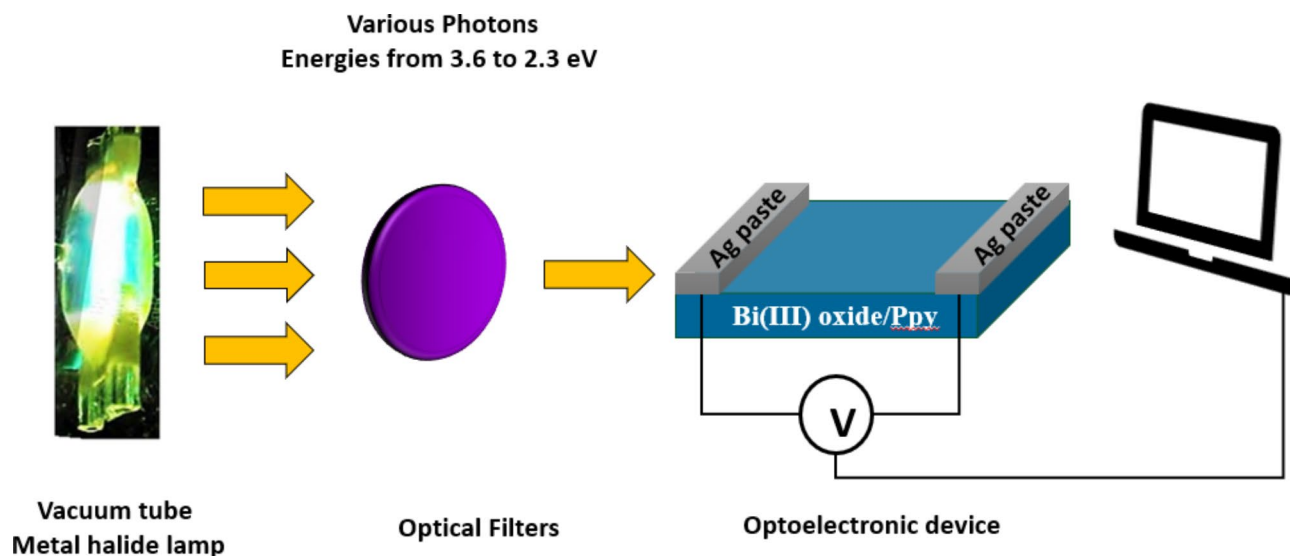 Various Photons
Energies from 3.6 to 2.3 eV
Ag paste
Ag paste
Bi(III) oxide/Ppy
V
Vacuum tube
Metal halide lamp
Optical Filters
Optoelectronic device